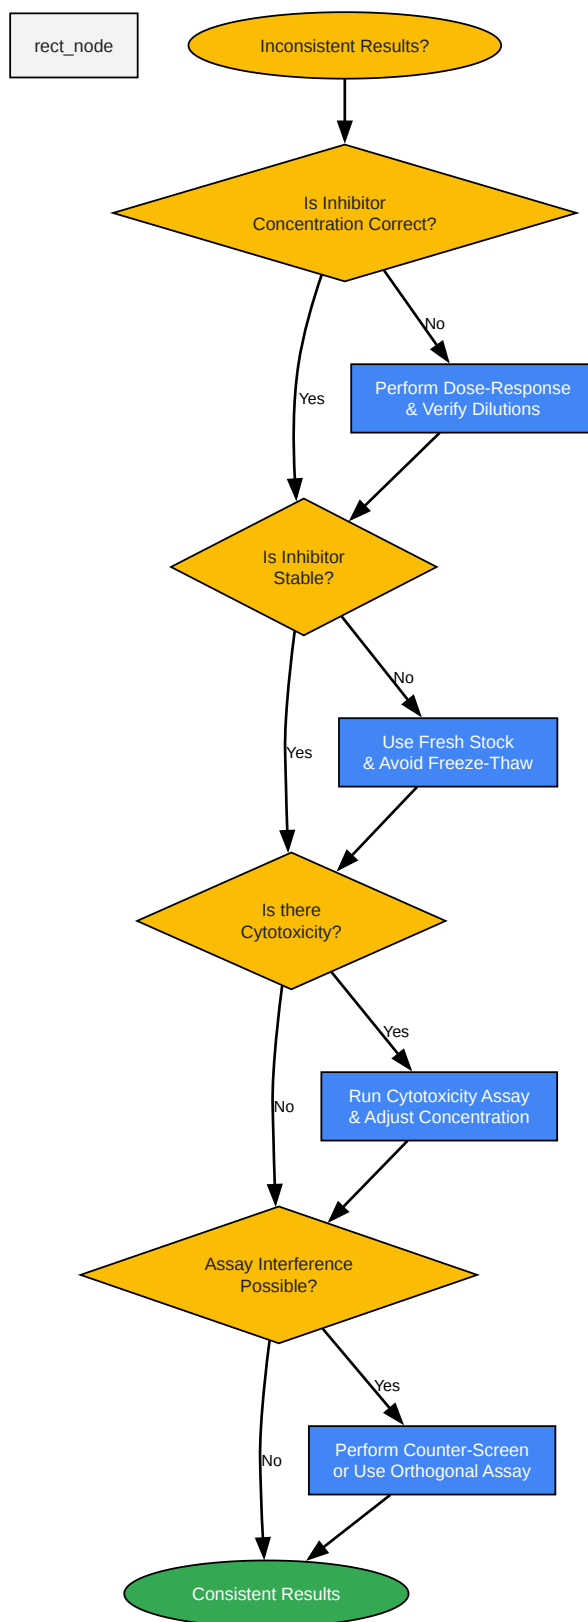 rect_node
Inconsistent Results?
Is Inhibitor
Concentration Correct?
No
Perform Dose-Response
& Verify Dilutions
Yes
Is Inhibitor
Stable?
No
Use Fresh Stock
& Avoid Freeze-Thaw
Yes
Is there
Cytotoxicity?
Yes
Run Cytotoxicity Assay
& Adjust Concentration
No
Assay Interference
Possible?
Yes
Perform Counter-Screen
or Use Orthogonal Assay
No
Consistent Results